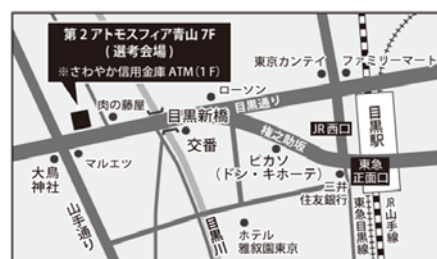 第２アトモスフィア青山 7F
( 選考会場 )
※さわやか信用金庫 ATM(1 F)
東京カンテイ
ファミリーマート
ローソン
肉の藤屋
目黒新橋
目黒通り
権之助坂
JR 西口
目黒駅
交番
大鳥
神社
マルエツ
ピカソ
(ドン・キホーテ)
三井
住友銀行
東急
正面口
山手通り
目黒川
ホテル
雅叙園東京
東急目黒線
JR山手線